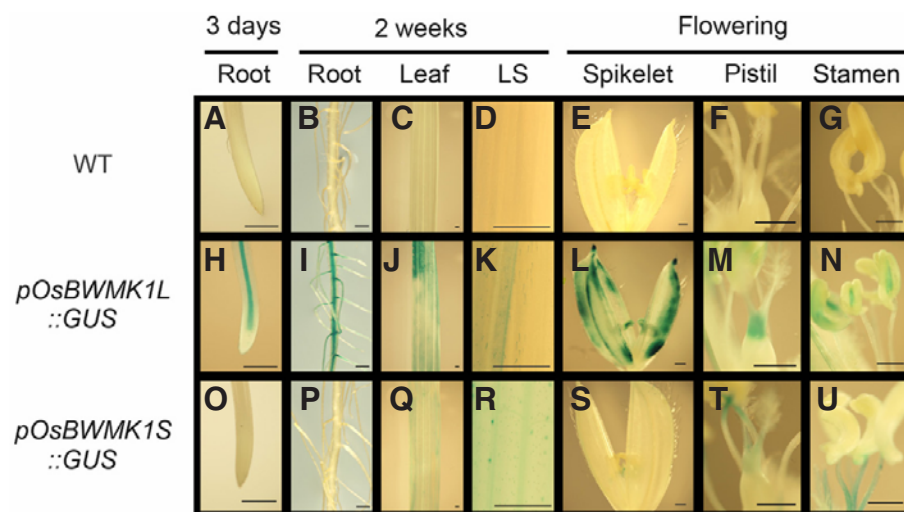 3 days 2 weeks Flowering
Root Root Leaf LS Spikelet Pistil Stamen
WT
A B C D E F G
pOsBWMK1L
::GUS
H I J K L M N
pOsBWMK1S
::GUS
O P Q R S T U